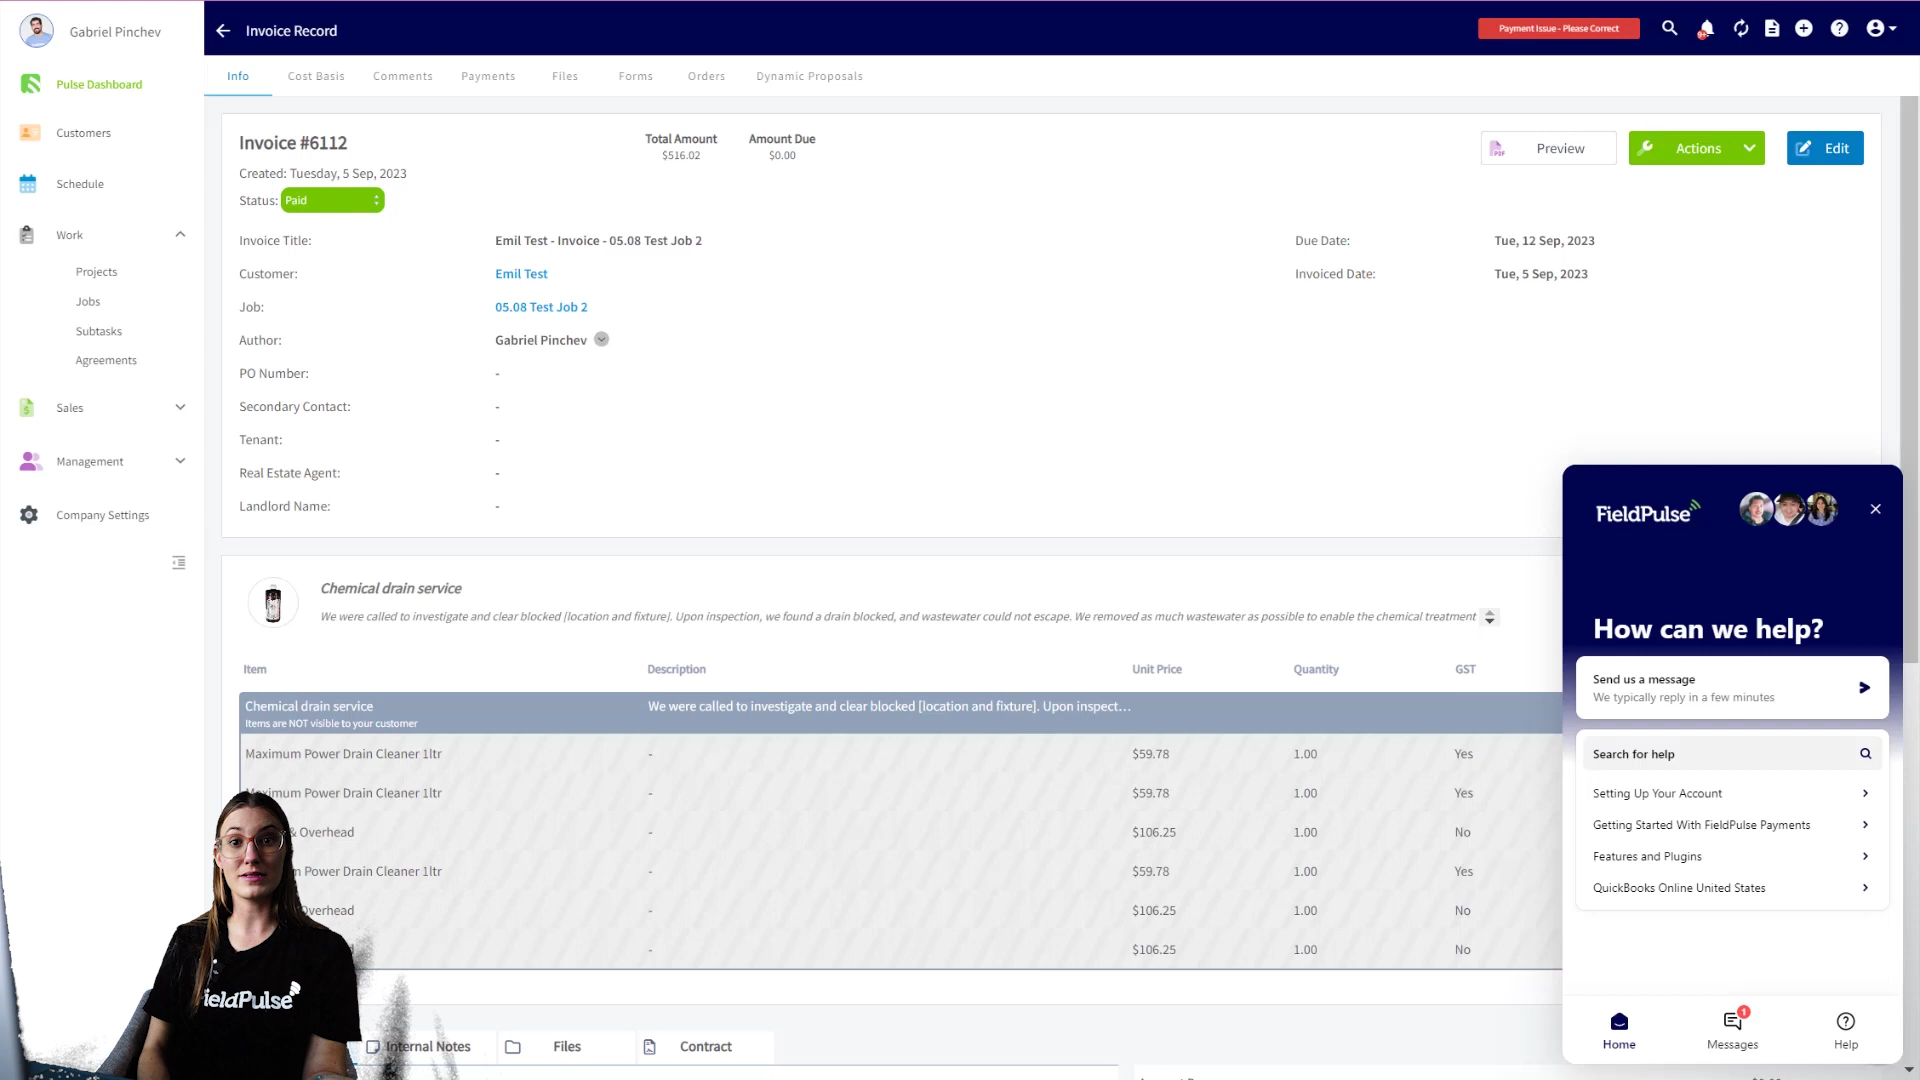 Gabriel Pinchev
Invoice Record
Payment Issue - Please Correct
9+
Pulse Dashboard
Customers
Schedule
Work
Projects
Jobs
Subtasks
Agreements
Sales
Management
Company Settings
Info
Cost Basis
Comments
Payments
Files
Forms
Orders
Dynamic Proposals
Invoice #6112
Created: Tuesday, 5 Sep, 2023
Status: Paid
Total Amount
$516.02
Amount Due
$0.00
PDF
Preview
Actions
Edit
Invoice Title: Emil Test - Invoice - 05.08 Test Job 2
Customer: Emil Test
Job: 05.08 Test Job 2
Author: Gabriel Pinchev
PO Number: -
Secondary Contact: -
Tenant: -
Real Estate Agent: -
Landlord Name: -
Due Date: Tue, 12 Sep, 2023
Invoiced Date: Tue, 5 Sep, 2023
Chemical drain service
We were called to investigate and clear blocked [location and fixture]. Upon inspection, we found a drain blocked, and wastewater could not escape. We removed as much wastewater as possible to enable the chemical treatment
Item Description Unit Price Quantity GST
Chemical drain service We were called to investigate and clear blocked [location and fixture]. Upon inspect...
Items are NOT visible to your customer
Maximum Power Drain Cleaner 1ltr - $59.78 1.00 Yes
Maximum Power Drain Cleaner 1ltr - $59.78 1.00 Yes
& Overhead - $106.25 1.00 No
Power Drain Cleaner 1ltr - $59.78 1.00 Yes
Overhead - $106.25 1.00 No
- $106.25 1.00 No
Internal Notes
Files
Contract
FieldPulse
FieldPulse
How can we help?
Send us a message
We typically reply in a few minutes
Search for help
Setting Up Your Account
Getting Started With FieldPulse Payments
Features and Plugins
QuickBooks Online United States
Home
1
Messages
Help